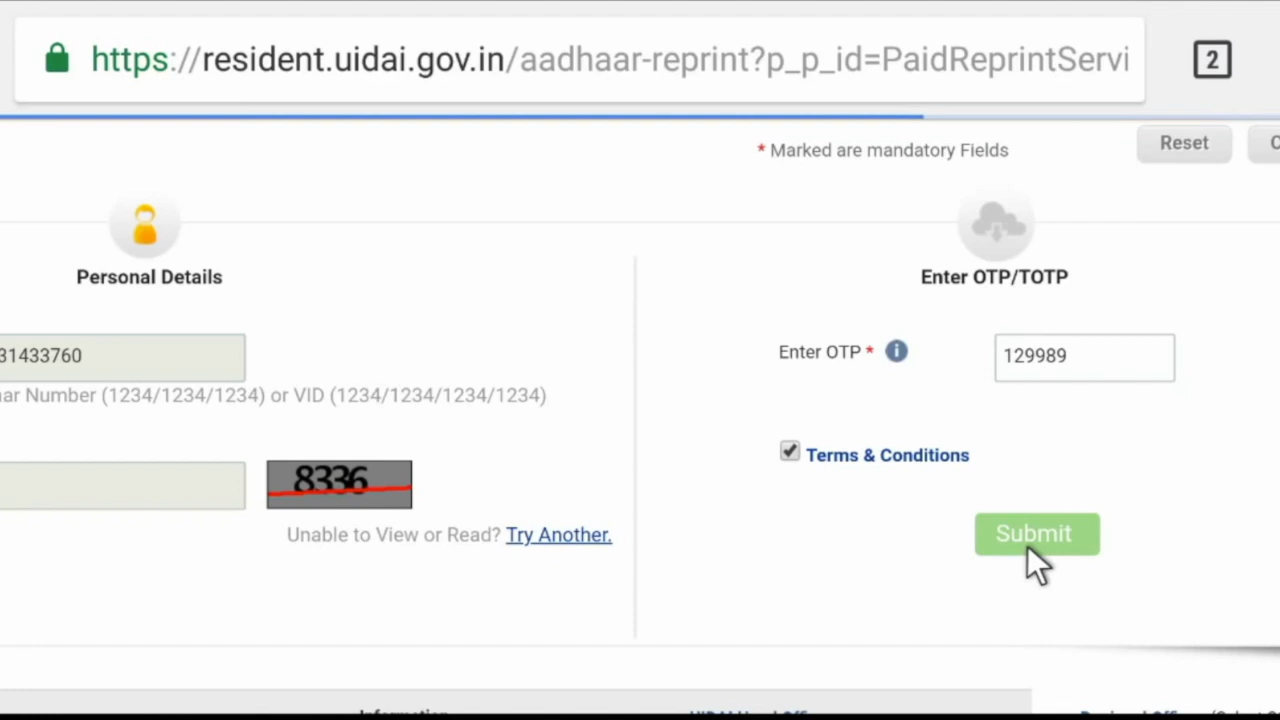 https://resident.uidai.gov.in/aadhaar-reprint?p_p_id=PaidReprintServi
2
* Marked are mandatory Fields
Reset
Personal Details
Enter OTP/TOTP
31433760
Enter OTP *
i
129989
ar Number (1234/1234/1234) or VID (1234/1234/1234/1234)
Terms & Conditions
8336
Unable to View or Read? Try Another.
Submit
Information